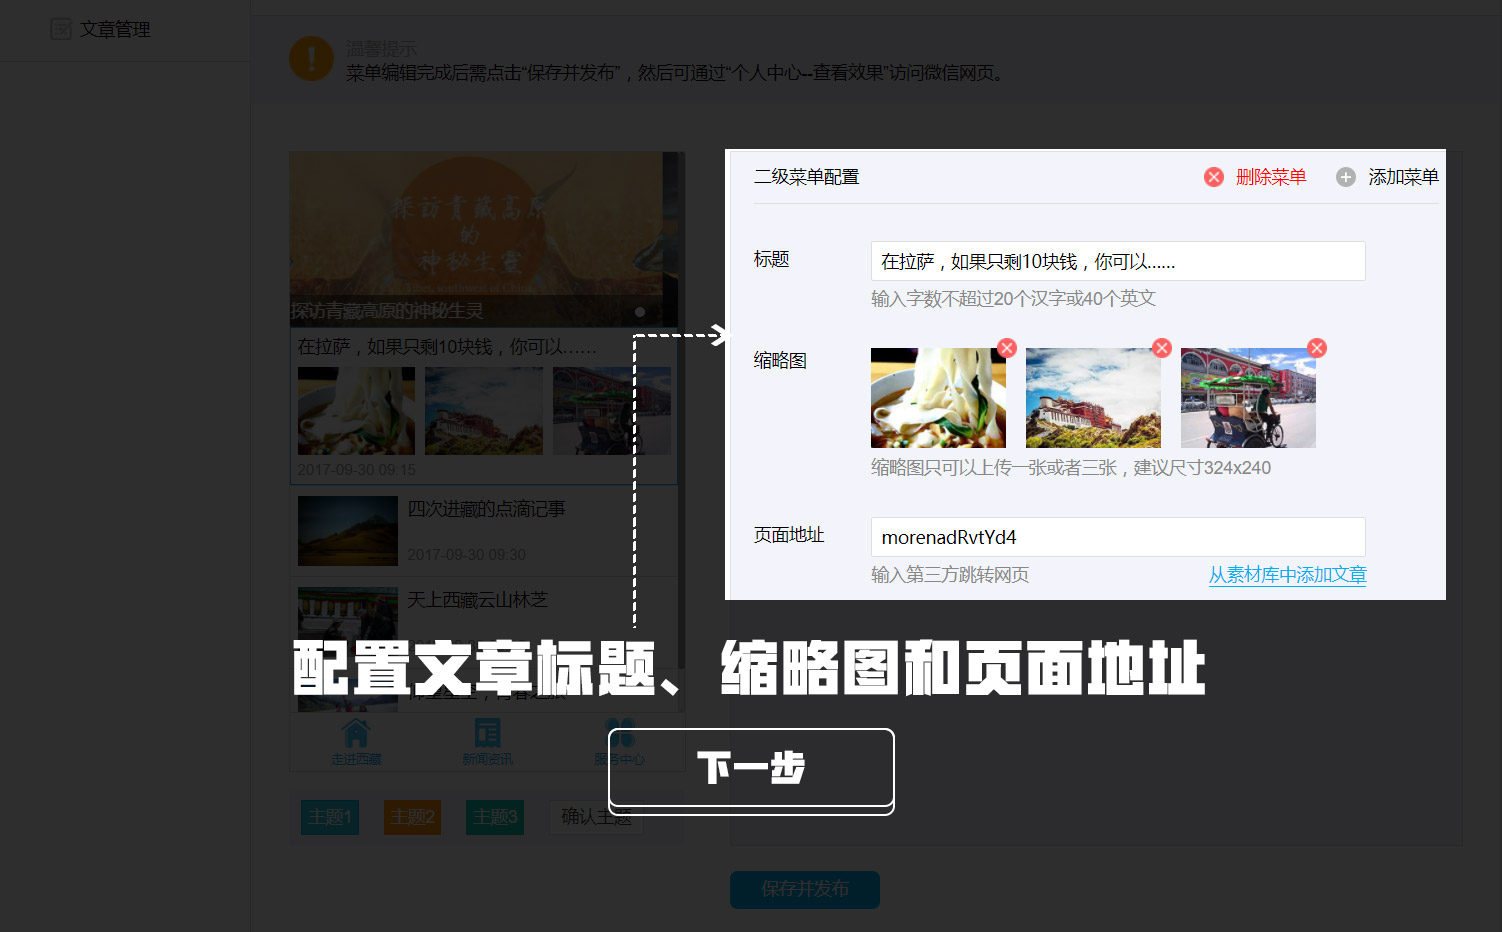 文章管理
温馨提示
菜单编辑完成后需点击“保存并发布”，然后可通过“个人中心--查看效果”访问微信网页。
探访青藏高原
的
神秘生灵
探访青藏高原的神秘生灵
在拉萨，如果只剩10块钱，你可以……
2017-09-30 09:15
四次进藏的点滴记事
2017-09-30 09:30
天上西藏云山林芝
走进西藏
新闻资讯
服务中心
主题1
主题2
主题3
确认主题
二级菜单配置
删除菜单
添加菜单
标题
在拉萨，如果只剩10块钱，你可以……
输入字数不超过20个汉字或40个英文
缩略图
缩略图只可以上传一张或者三张，建议尺寸324x240
页面地址
morenadRvtYd4
输入第三方跳转网页
从素材库中添加文章
配置文章标题、缩略图和页面地址
下一步
保存并发布